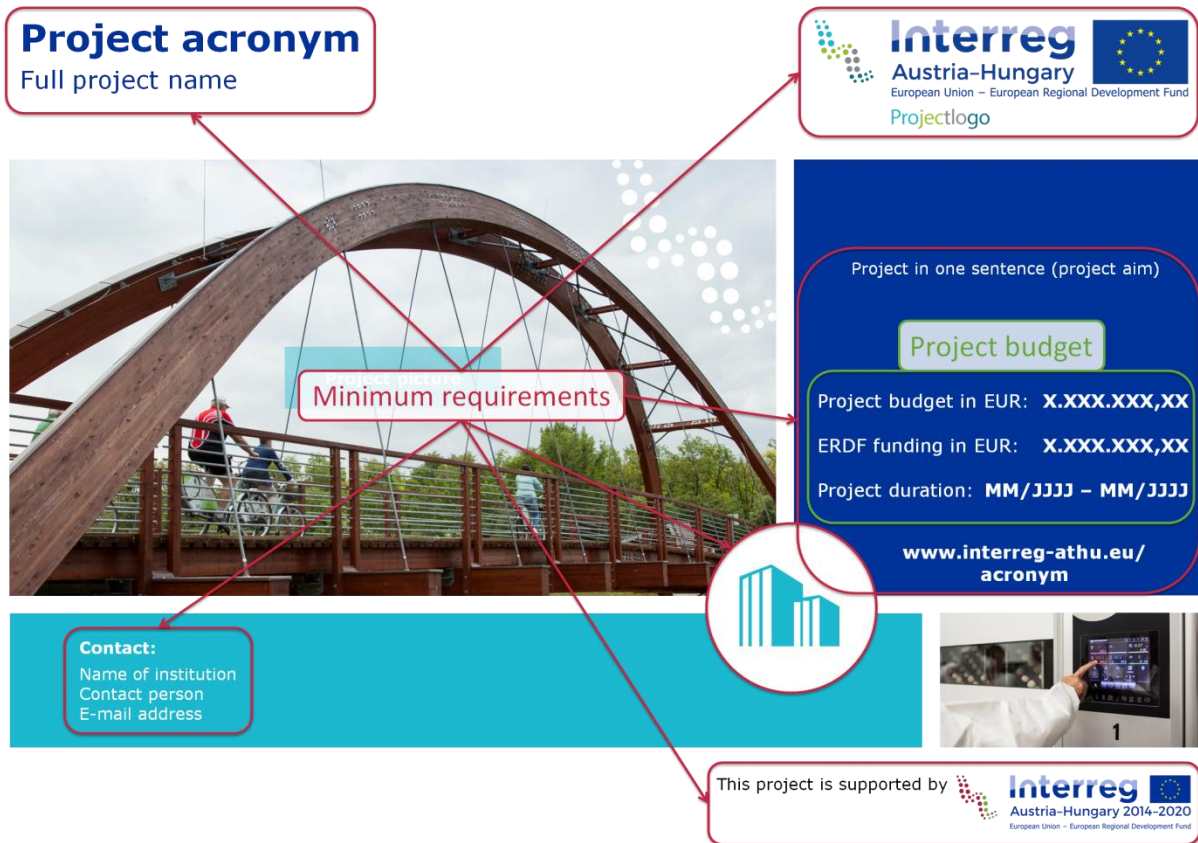 Project acronym
Full project name
Interreg
Austria–Hungary
European Union – European Regional Development Fund
Projectlogo
Project in one sentence (project aim)
Project budget
Project picture
Minimum requirements
Project budget in EUR: X.XXX.XXX,XX
ERDF funding in EUR: X.XXX.XXX,XX
Project duration: MM/JJJJ – MM/JJJJ
www.interreg-athu.eu/
acronym
Contact:
Name of institution
Contact person
E-mail address
1
This project is supported by
Interreg
Austria–Hungary 2014–2020
European Union – European Regional Development Fund